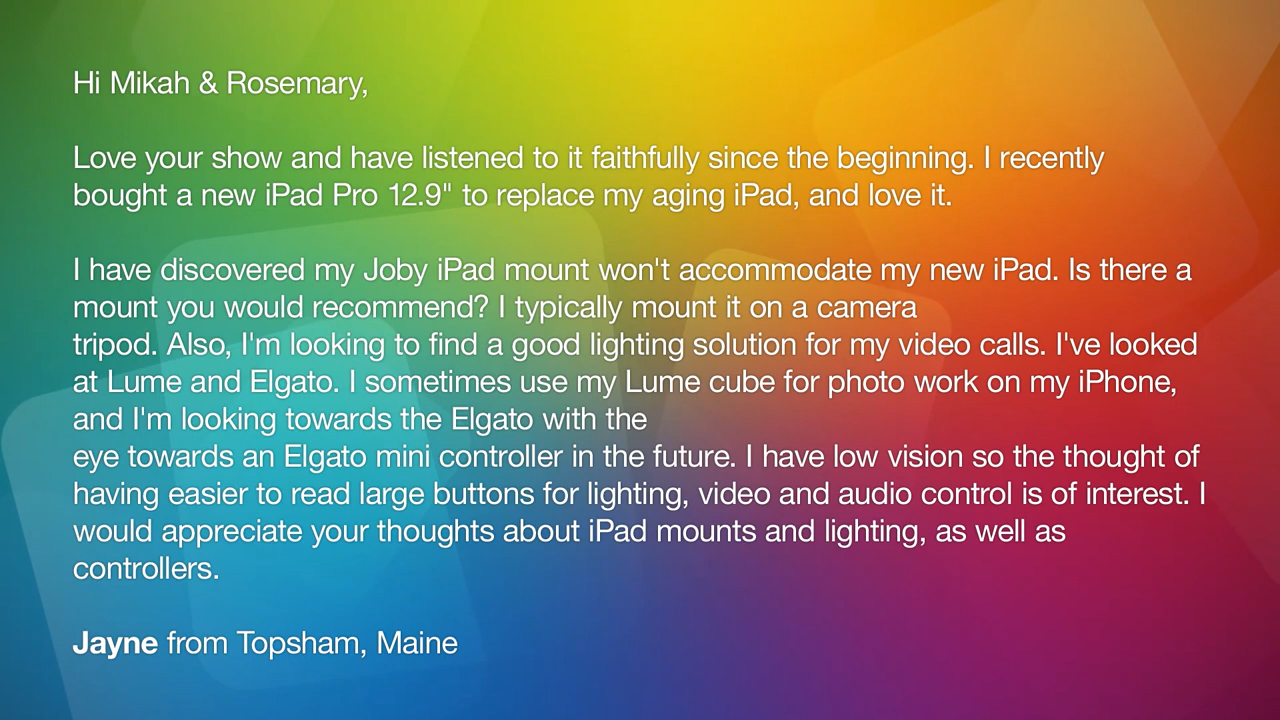 Hi Mikah & Rosemary,
Love your show and have listened to it faithfully since the beginning. I recently
bought a new iPad Pro 12.9" to replace my aging iPad, and love it.
I have discovered my Joby iPad mount won't accommodate my new iPad. Is there a
mount you would recommend? I typically mount it on a camera
tripod. Also, I'm looking to find a good lighting solution for my video calls. I've looked
at Lume and Elgato. I sometimes use my Lume cube for photo work on my iPhone,
and I'm looking towards the Elgato with the
eye towards an Elgato mini controller in the future. I have low vision so the thought of
having easier to read large buttons for lighting, video and audio control is of interest. I
would appreciate your thoughts about iPad mounts and lighting, as well as
controllers.
Jayne from Topsham, Maine